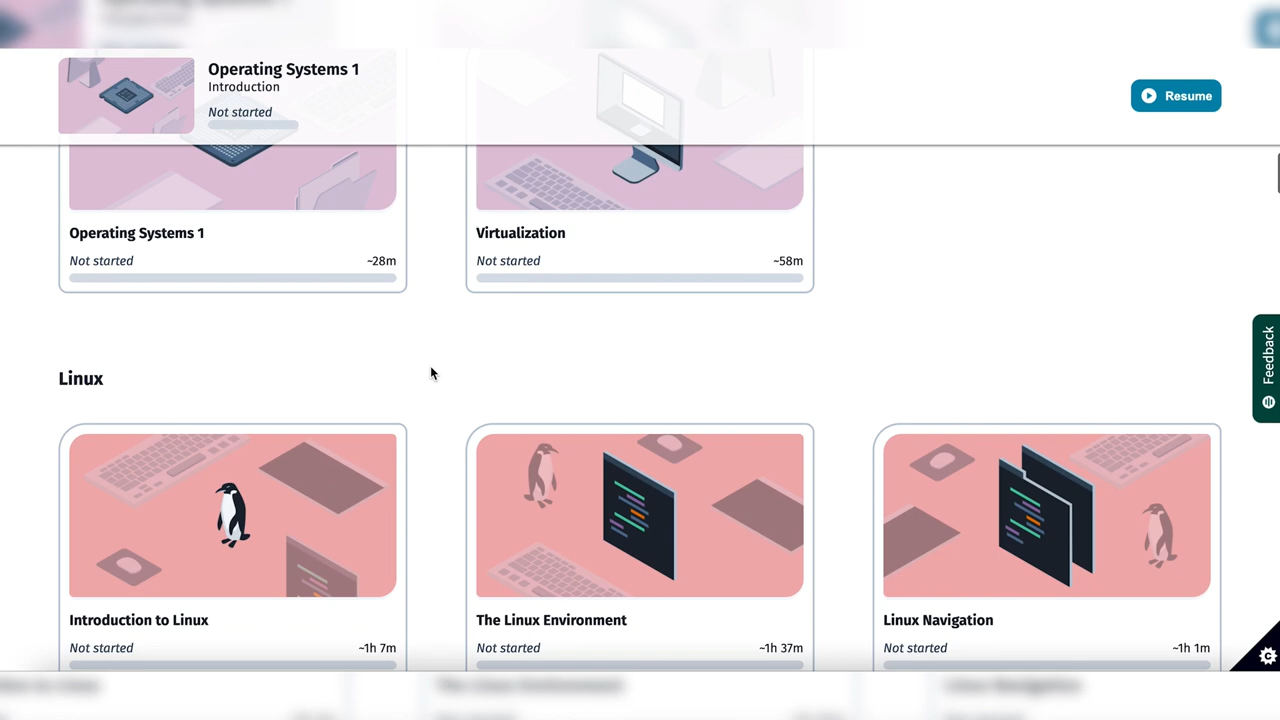 Operating Systems 1
Introduction
Not started
Resume
Operating Systems 1
Not started ~28m
Virtualization
Not started ~58m
Feedback
Linux
Introduction to Linux
Not started ~1h 7m
The Linux Environment
Not started ~1h 37m
Linux Navigation
Not started ~1h 1m